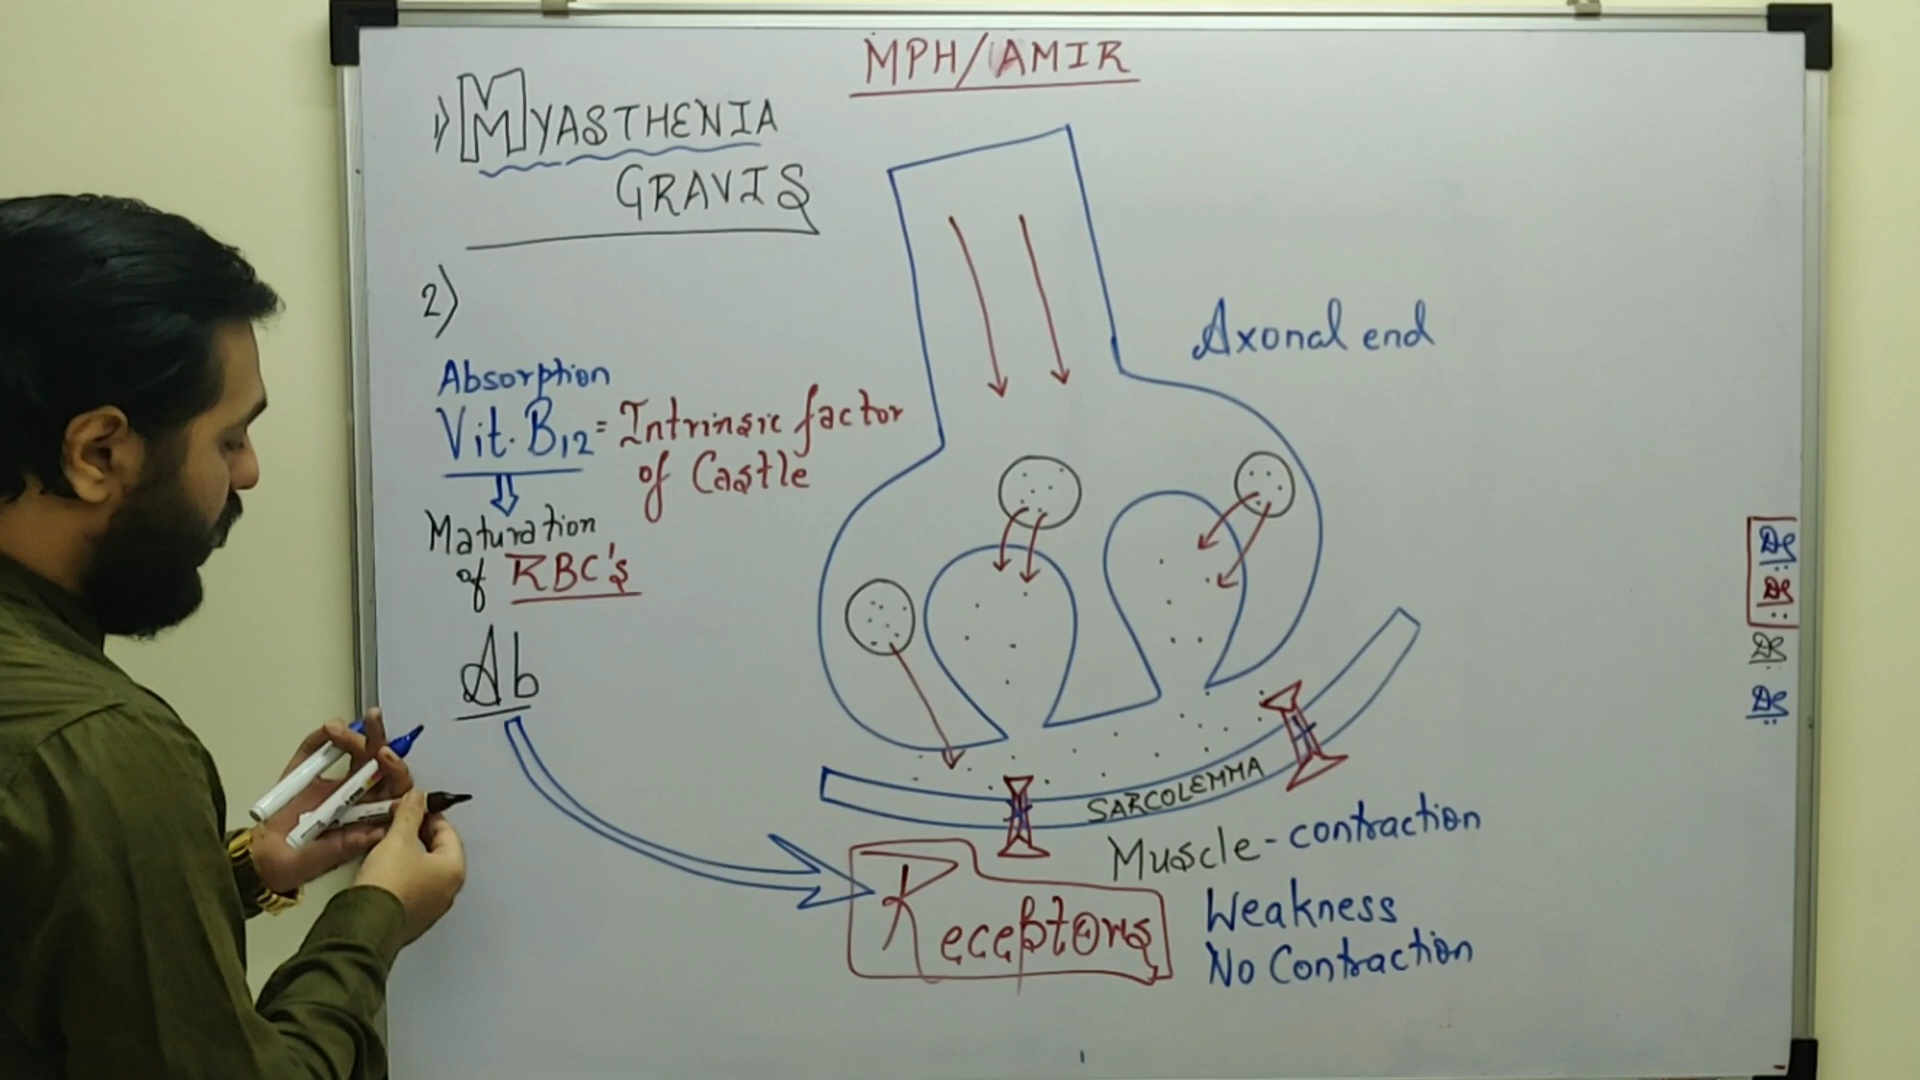 MPH/AMIR
1) MYASTHENIA
GRAVIS
2)
Absorption
Vit. B12 = Intrinsic factor
of Castle
Maturation
of RBC's
Ab
Axonal end
SARCOLEMMA
Muscle - contraction
Receptors
Weakness
No Contraction